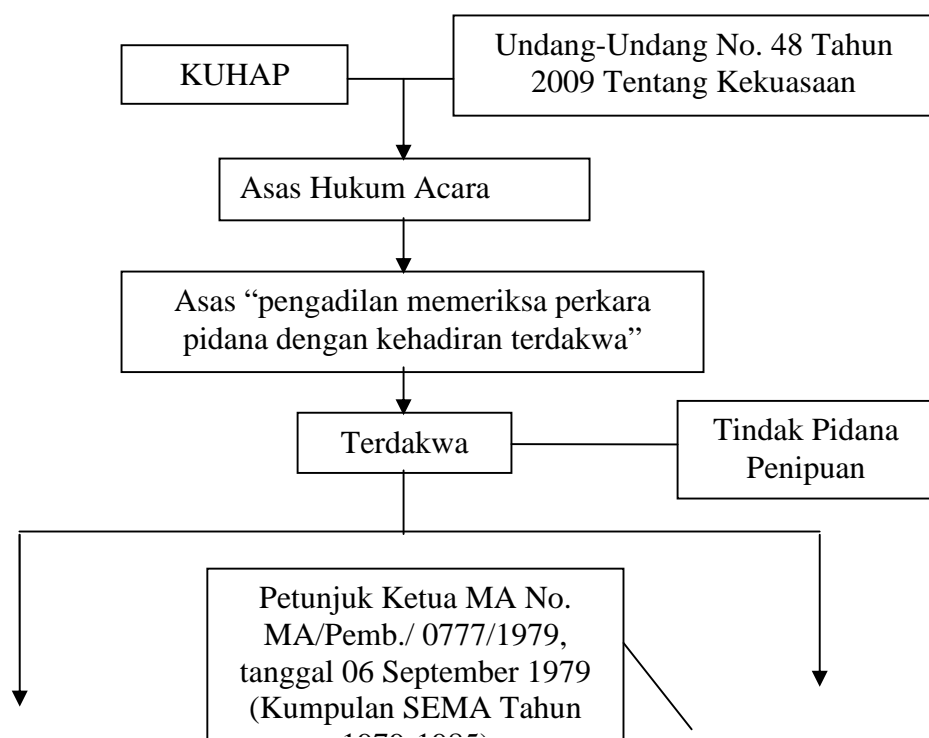 KUHAP
Undang-Undang No. 48 Tahun
2009 Tentang Kekuasaan
Asas Hukum Acara
Asas “pengadilan memeriksa perkara
pidana dengan kehadiran terdakwa”
Terdakwa
Tindak Pidana
Penipuan
Petunjuk Ketua MA No.
MA/Pemb./ 0777/1979,
tanggal 06 September 1979
(Kumpulan SEMA Tahun